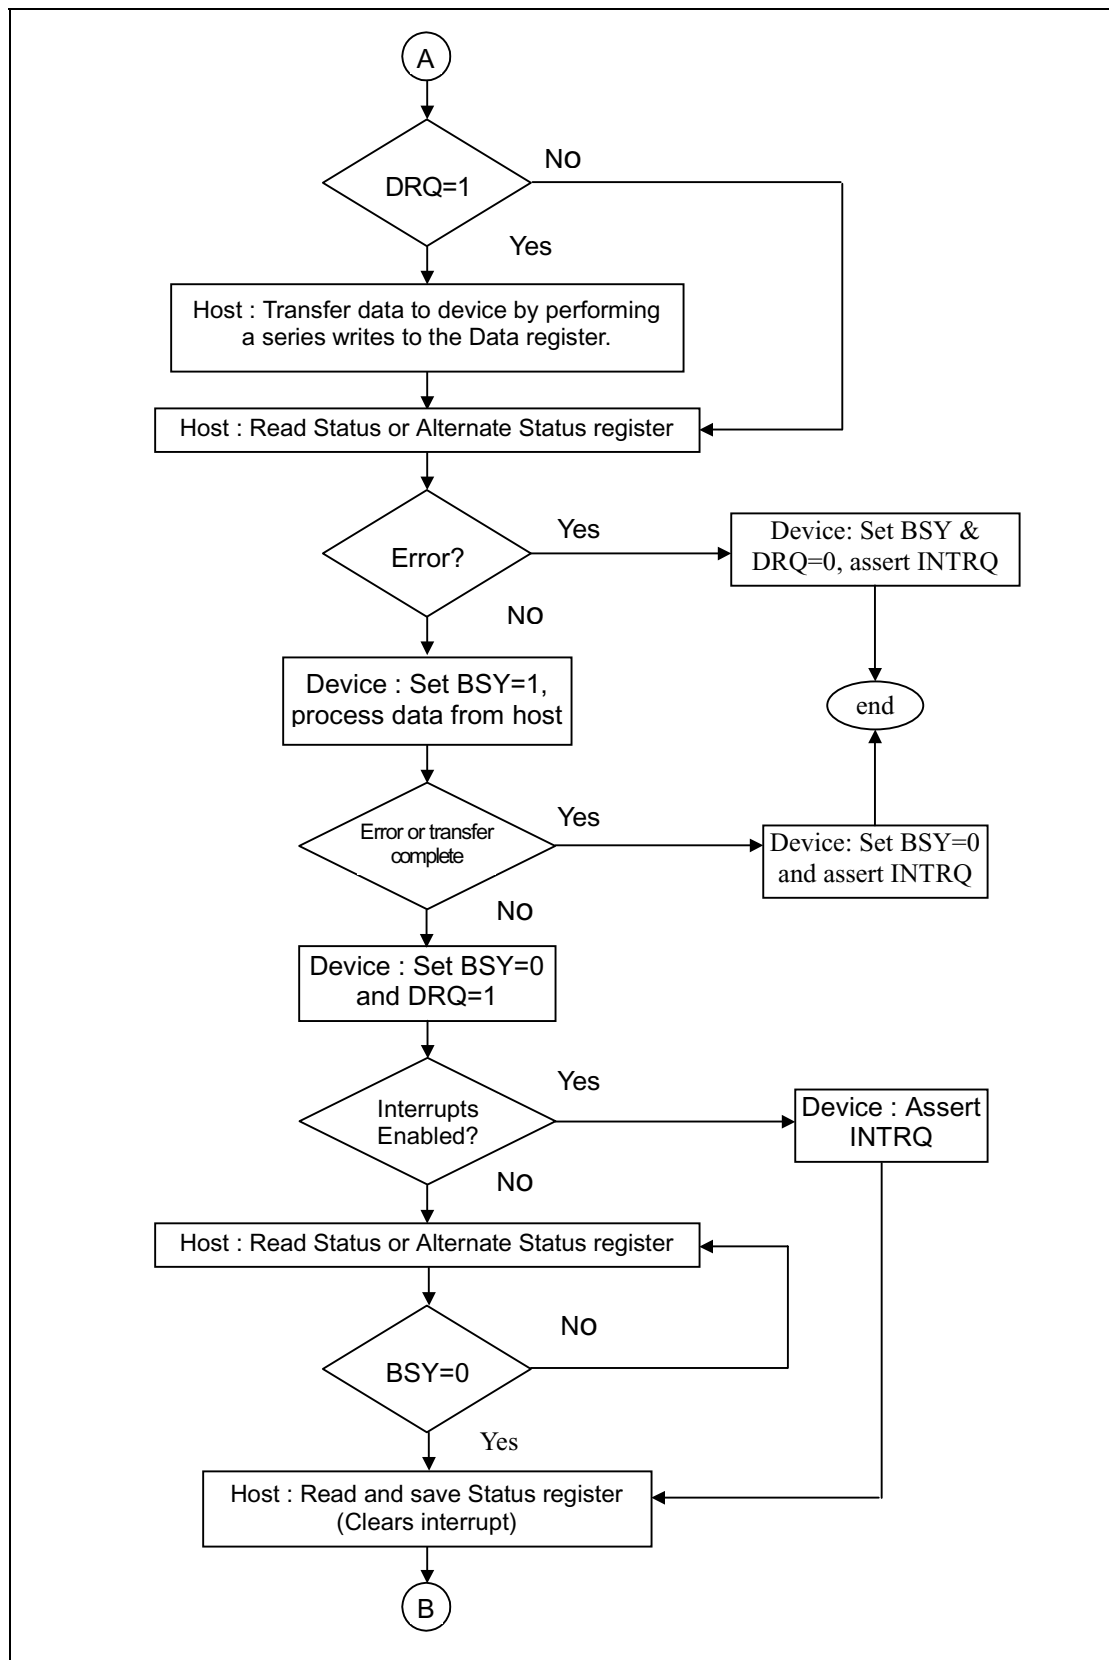 A
DRQ=1
No
Yes
Host : Transfer data to device by performing
a series writes to the Data register.
Host : Read Status or Alternate Status register
Error?
Yes
Device: Set BSY &
DRQ=0, assert INTRQ
No
Device : Set BSY=1,
process data from host
end
Error or transfer
complete
Yes
Device: Set BSY=0
and assert INTRQ
No
Device : Set BSY=0
and DRQ=1
Interrupts
Enabled?
Yes
Device : Assert
INTRQ
No
Host : Read Status or Alternate Status register
BSY=0
No
Yes
Host : Read and save Status register
(Clears interrupt)
B